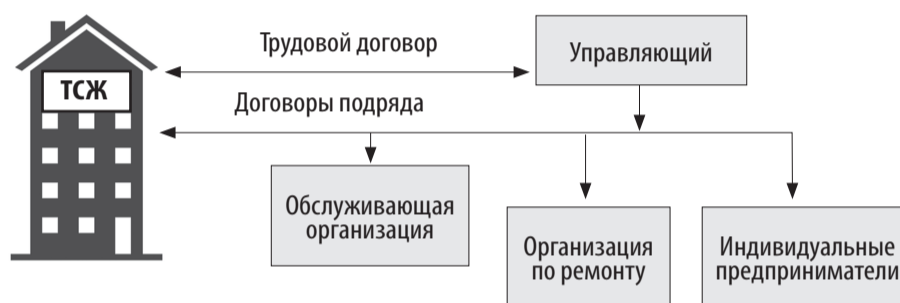 Трудовой договор
Управляющий
ТСЖ
Договоры подряда
Обслуживающая
организация
Организация
по ремонту
Индивидуальные
предприниматели